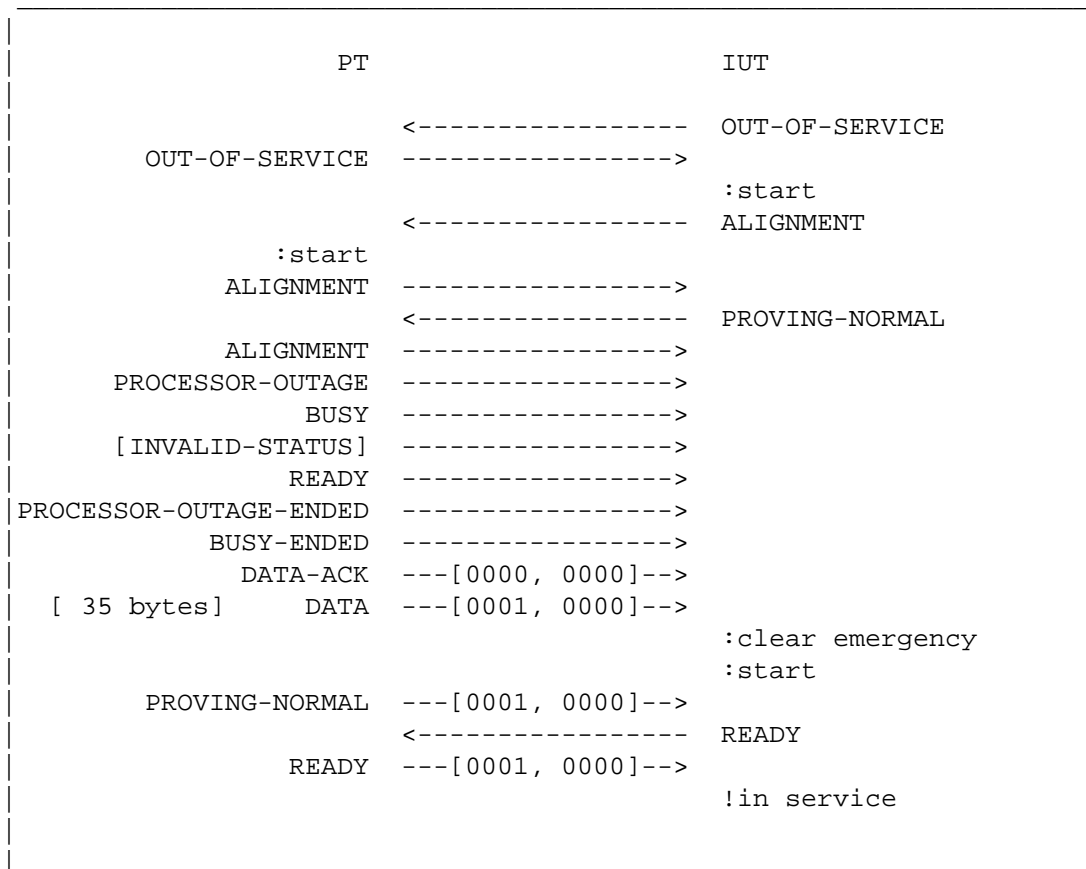 PT IUT
<----------------- OUT-OF-SERVICE
OUT-OF-SERVICE ----------------->
:start
<----------------- ALIGNMENT
:start
ALIGNMENT ----------------->
<----------------- PROVING-NORMAL
ALIGNMENT ----------------->
PROCESSOR-OUTAGE ----------------->
BUSY ----------------->
[INVALID-STATUS] ----------------->
READY ----------------->
PROCESSOR-OUTAGE-ENDED ----------------->
BUSY-ENDED ----------------->
DATA-ACK ---[0000, 0000]-->
[ 35 bytes] DATA ---[0001, 0000]-->
:clear emergency
:start
PROVING-NORMAL ---[0001, 0000]-->
<----------------- READY
READY ---[0001, 0000]-->
!in service